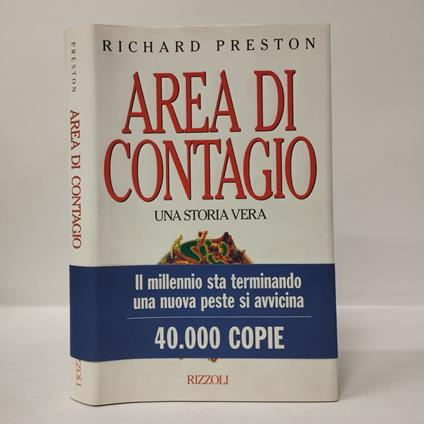 PRESTON
AREA DI CONTAGIO
RIZZOLI
RICHARD PRESTON
AREA DI
CONTAGIO
UNA STORIA VERA
Il millennio sta terminando
una nuova peste si avvicina
40.000 COPIE
RIZZOLI